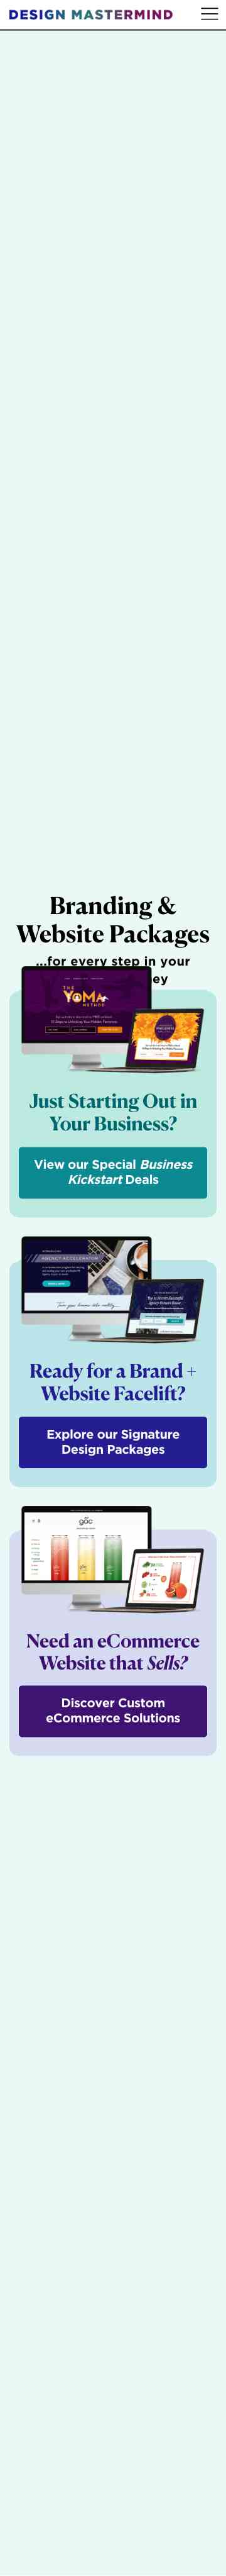 DESIGN MASTERMIND
Branding &
Website Packages
...for every step in your
ey
THE
YOMA
METHOD
Just Starting Out in
Your Business?
View our Special Business
Kickstart Deals
AGENCY ACCELERATOR
Ready for a Brand +
Website Facelift?
Explore our Signature
Design Packages
goc
Need an eCommerce
Website that Sells?
Discover Custom
eCommerce Solutions